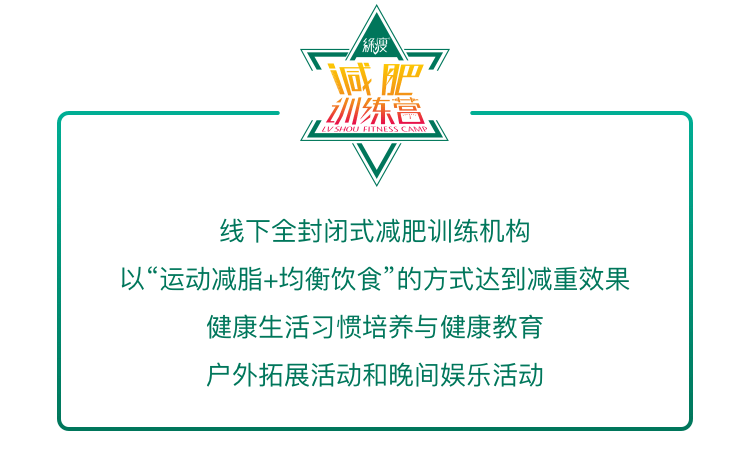 綠瘦
减肥
训练营
LV SHOU FITNESS CAMP
线下全封闭式减肥训练机构
以“运动减脂+均衡饮食”的方式达到减重效果
健康生活习惯培养与健康教育
户外拓展活动和晚间娱乐活动